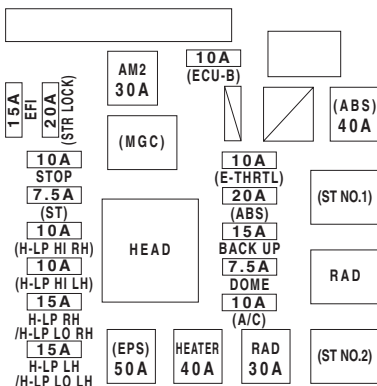 10A
(ECU-B)
AM2
30A
15A
EFI
20A
(STR LOCK)
(ABS)
40A
(MGC)
10A
STOP
7.5A
(ST)
10A
(H-LP HI RH)
10A
(H-LP HI LH)
15A
H-LP RH
/H-LP LO RH
15A
H-LP LH
/H-LP LO LH
HEAD
10A
(E-THRTL)
20A
(ABS)
15A
BACK UP
7.5A
DOME
10A
(A/C)
(ST NO.1)
RAD
(EPS)
50A
HEATER
40A
RAD
30A
(ST NO.2)